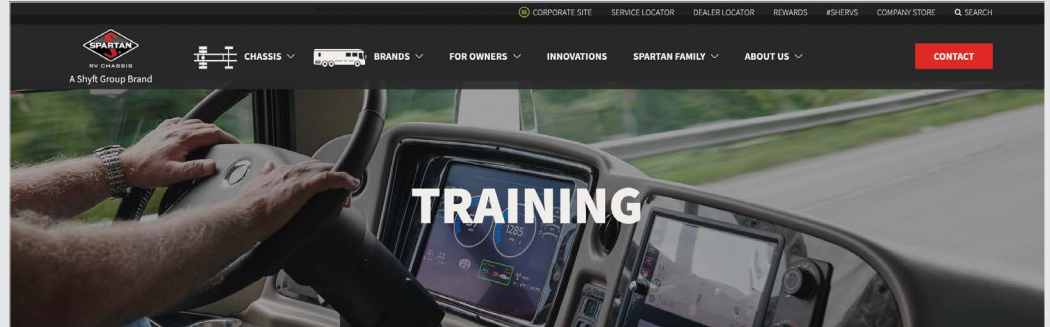 CORPORATE SITE SERVICE LOCATOR DEALER LOCATOR REWARDS #SHERVS COMPANY STORE SEARCH
SPARTAN
RV CHASSIS
A Shyft Group Brand
CHASSIS BRANDS FOR OWNERS INNOVATIONS SPARTAN FAMILY ABOUT US CONTACT
TRAINING
1285